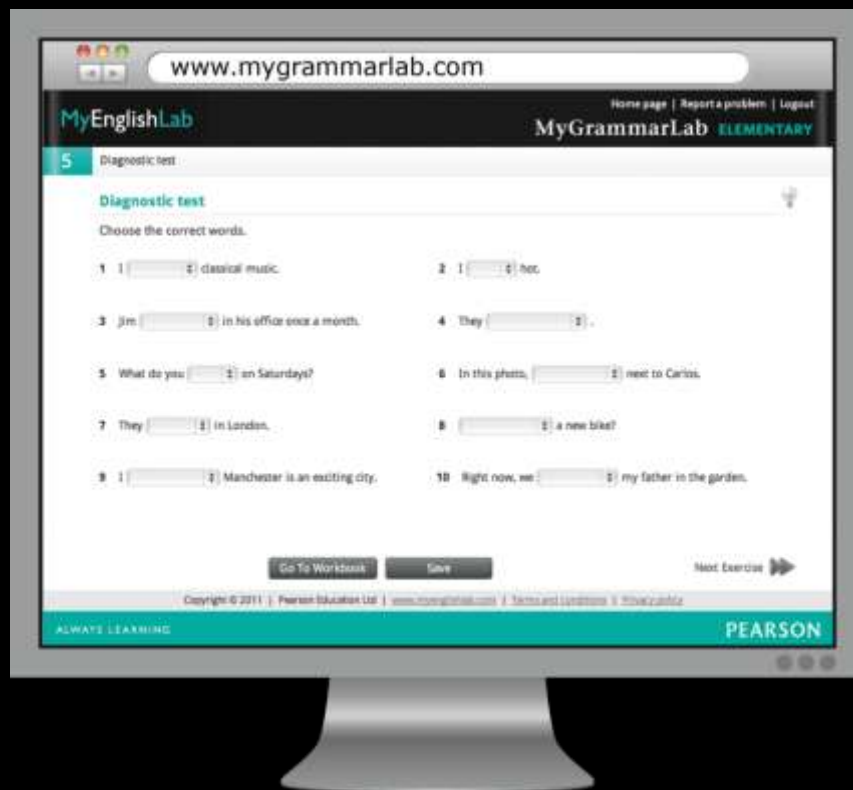 www.mygrammarlab.com
Home page | Report a problem | Logout
MyEnglishLab
MyGrammarLab ELEMENTARY
5 Diagnostic test
Diagnostic test
Choose the correct words.
1 I classical music.
2 I hot.
3 Jim in his office once a month.
4 They .
5 What do you on Saturdays?
6 In this photo, next to Carlos.
7 They in London.
8 a new bike?
9 I Manchester is an exciting city.
10 Right now, we my father in the garden.
Go To Workbook Save Next Exercise
Copyright © 2011 | Pearson Education Ltd | www.myenglishlab.com | Terms and conditions | Privacy policy
ALWAYS LEARNING PEARSON